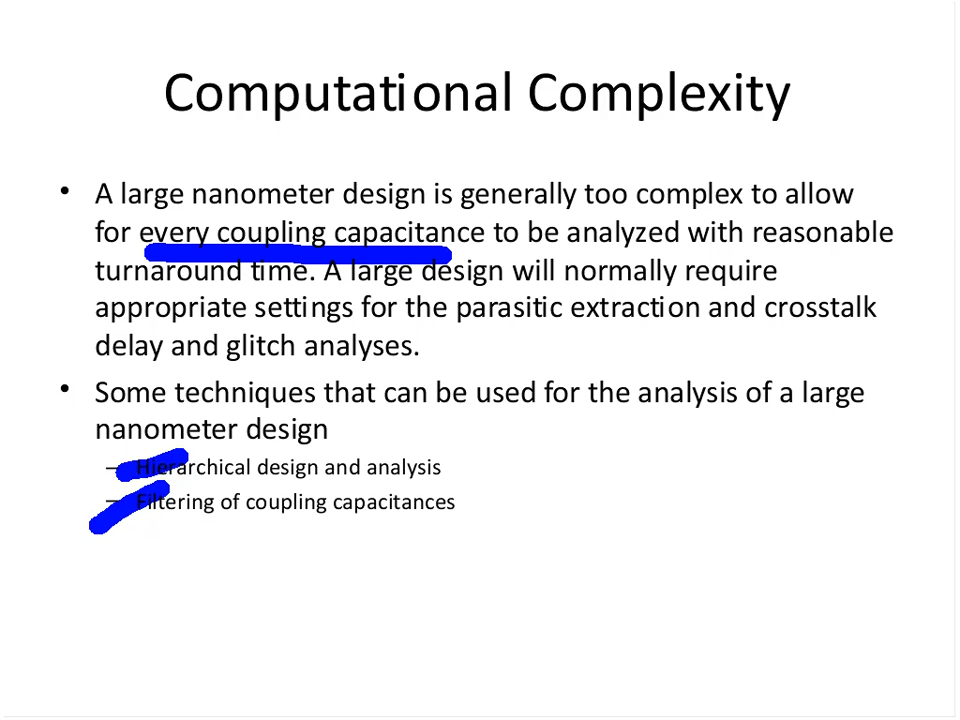 Computational Complexity
• A large nanometer design is generally too complex to allow
for every coupling capacitance to be analyzed with reasonable
turnaround time. A large design will normally require
appropriate settings for the parasitic extraction and crosstalk
delay and glitch analyses.
• Some techniques that can be used for the analysis of a large
nanometer design
– Hierarchical design and analysis
– Filtering of coupling capacitances